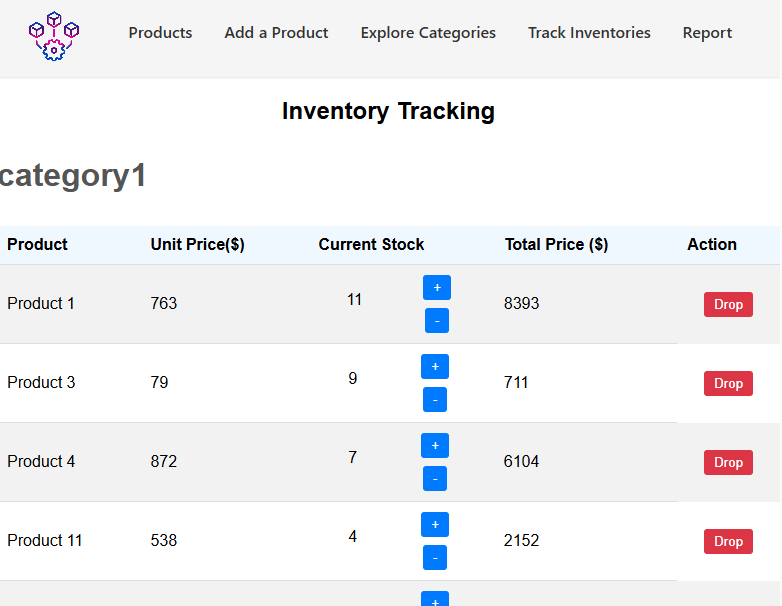 Products Add a Product Explore Categories Track Inventories Report
Inventory Tracking
category1
Product Unit Price($) Current Stock Total Price ($) Action
Product 1 763 11 + - 8393 Drop
Product 3 79 9 + - 711 Drop
Product 4 872 7 + - 6104 Drop
Product 11 538 4 + - 2152 Drop
+